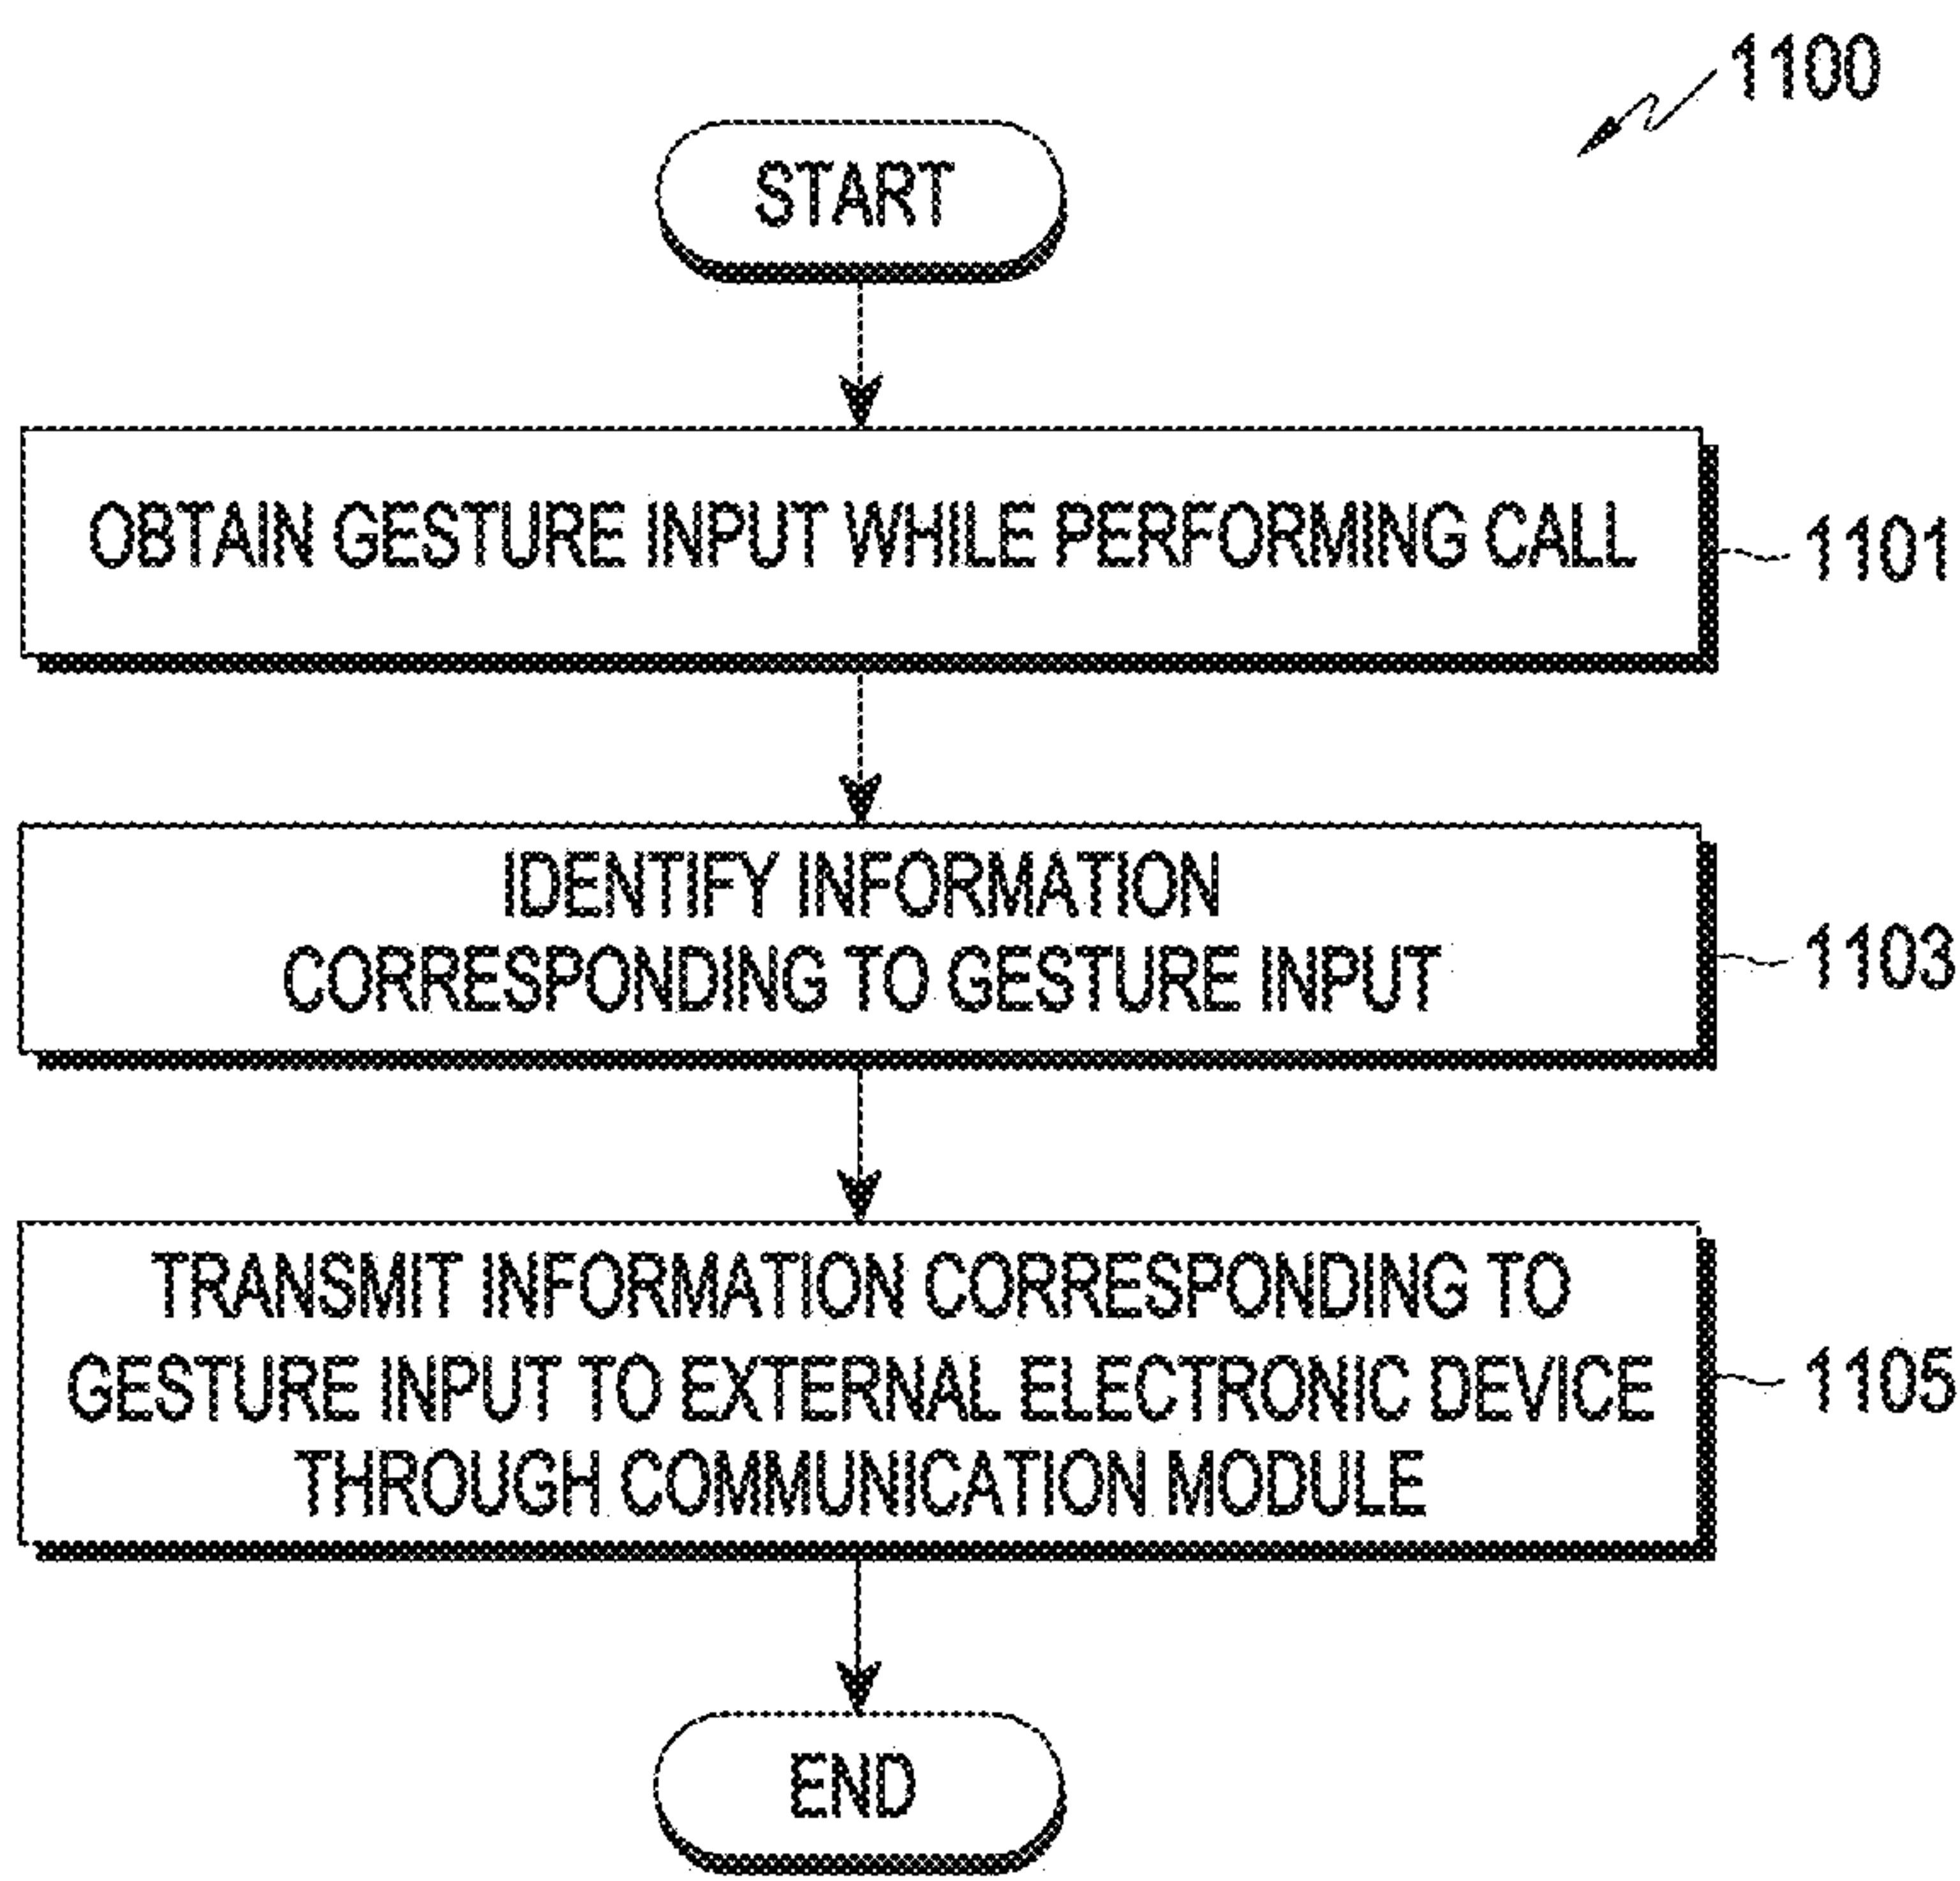 1100
START
OBTAIN GESTURE INPUT WHILE PERFORMING CALL
1101
IDENTIFY INFORMATION
CORRESPONDING TO GESTURE INPUT
1103
TRANSMIT INFORMATION CORRESPONDING TO
GESTURE INPUT TO EXTERNAL ELECTRONIC DEVICE
THROUGH COMMUNICATION MODULE
1105
END